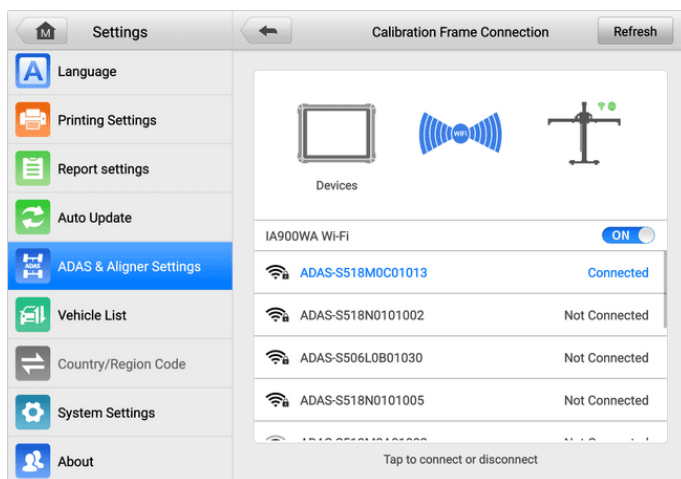 M Settings
Calibration Frame Connection
Refresh
A Language
Printing Settings
Report settings
Auto Update
ADAS ADAS & Aligner Settings
Vehicle List
Country/Region Code
System Settings
About
WIFI
Devices
IA900WA Wi-Fi ON
ADAS-S518M0C01013 Connected
ADAS-S518N0101002 Not Connected
ADAS-S506L0B01030 Not Connected
ADAS-S518N0101005 Not Connected
Tap to connect or disconnect